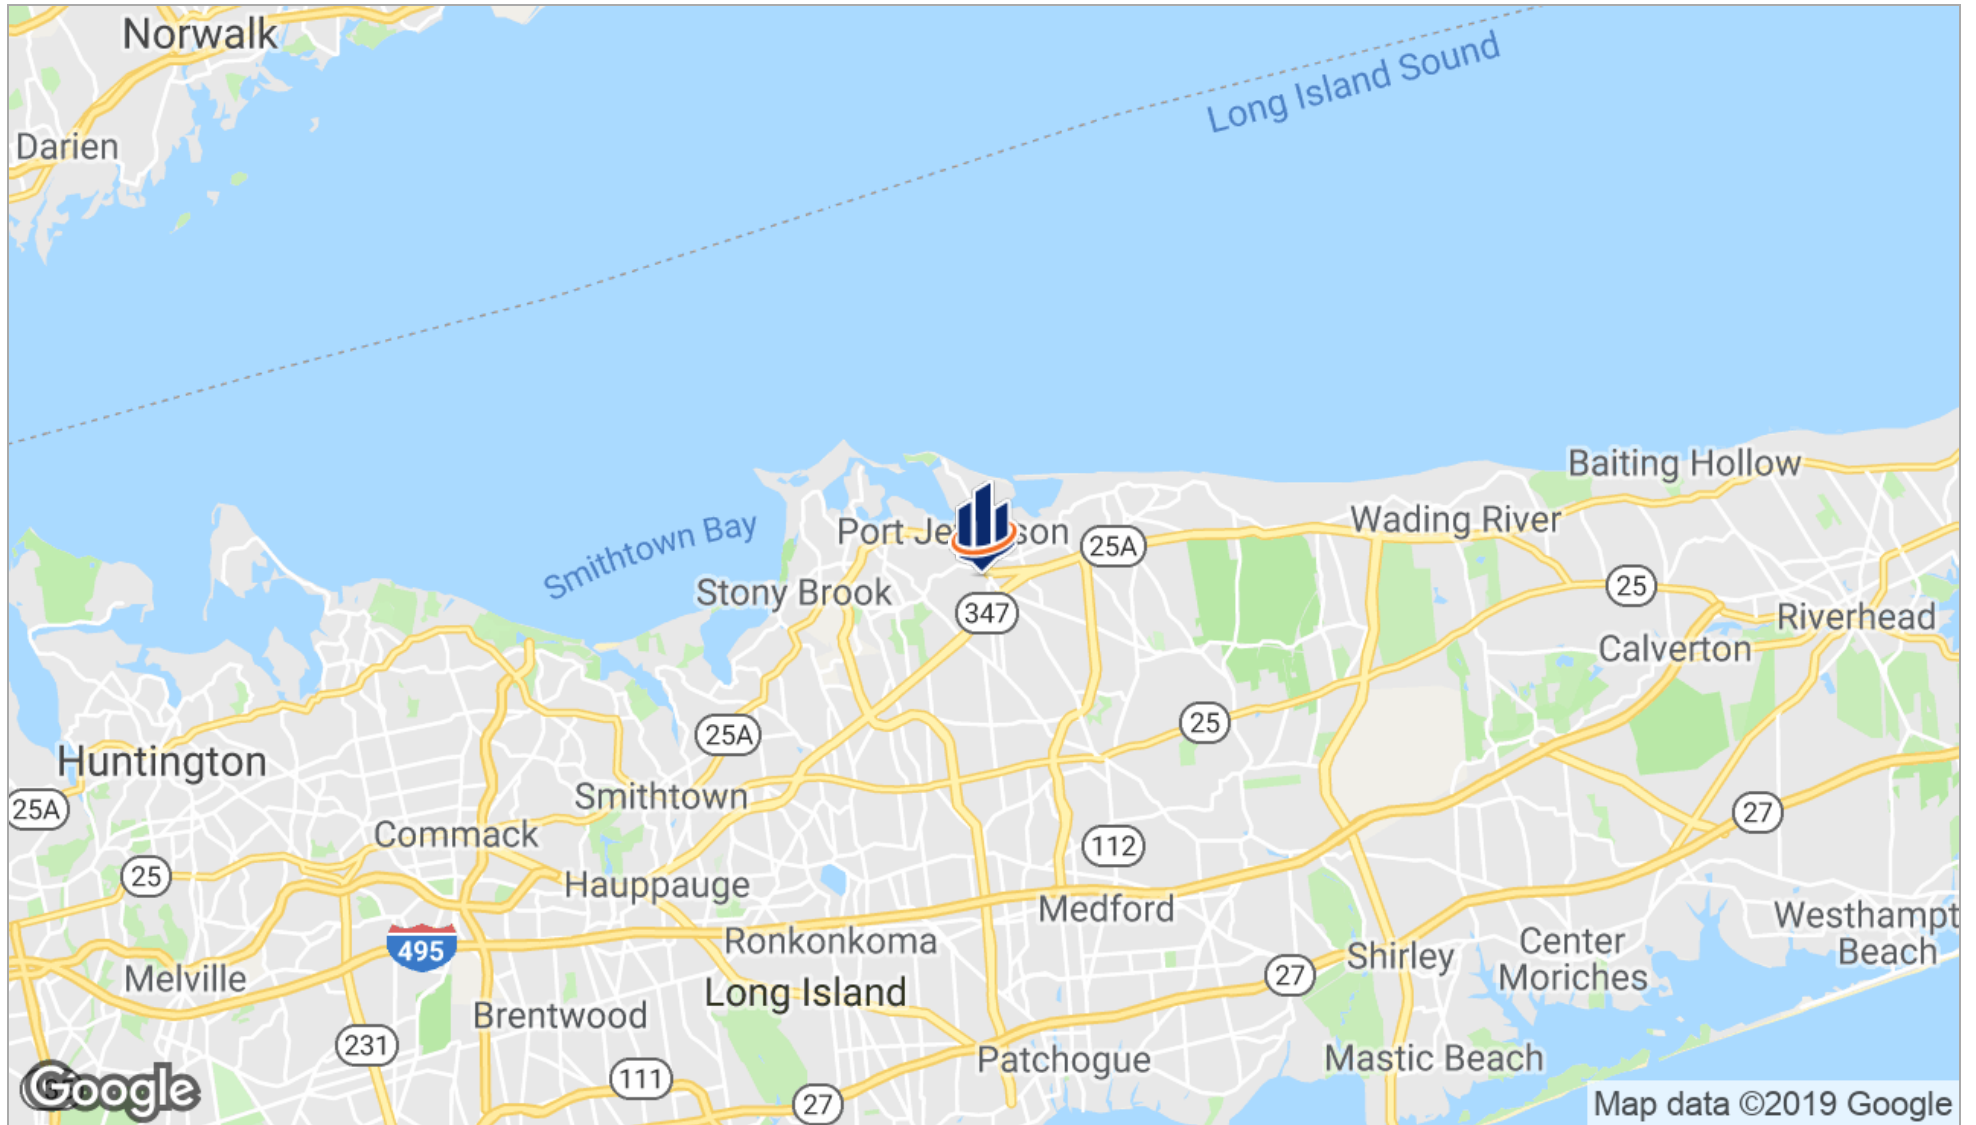 Norwalk
Long Island Sound
Darien
Baiting Hollow
Wading River
Port Je son
25A
Smithtown Bay
Stony Brook
25
347
Riverhead
Calverton
25
25A
Huntington
Smithtown
25A
27
Commack
112
25
Hauppauge
Medford
Westhampt
Beach
Ronkonkoma
495
Shirley
Center
Moriches
Melville
27
Long Island
Brentwood
231
Patchogue
Mastic Beach
111
Google
27
Map data ©2019 Google